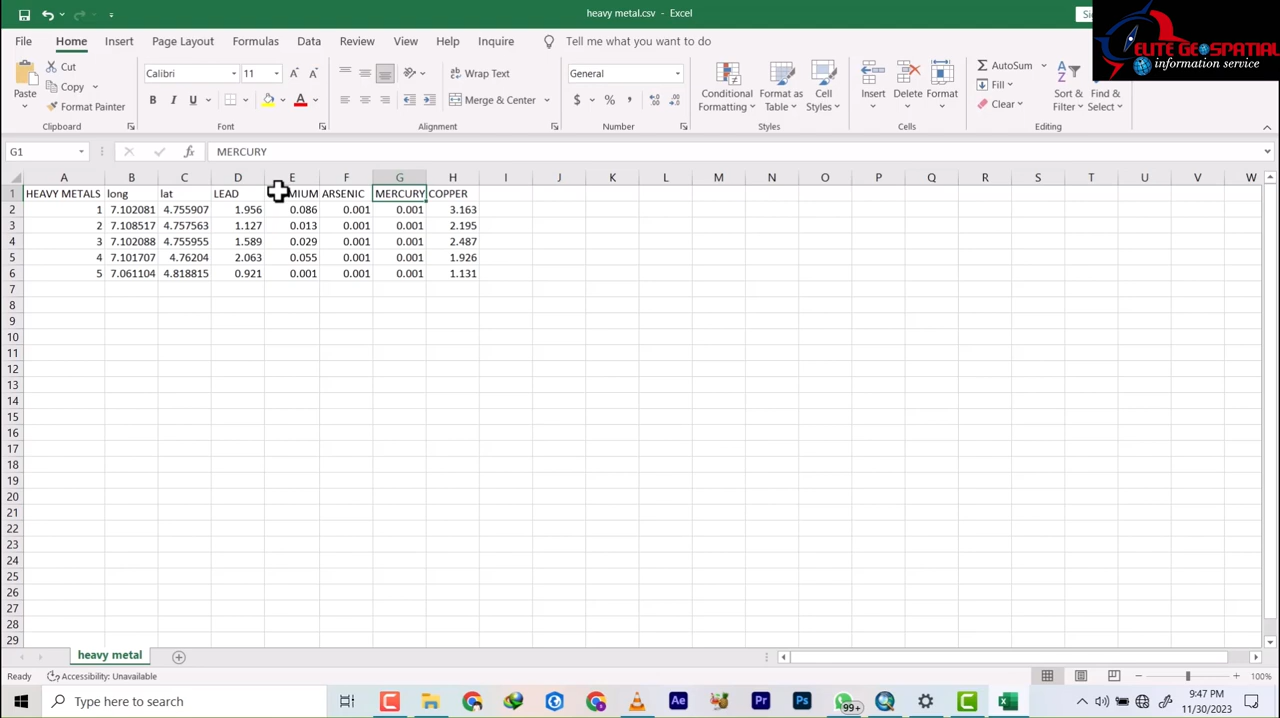 heavy metal.csv - Excel
ELITE GEOSPATIAL
information service
File Home Insert Page Layout Formulas Data Review View Help Inquire Tell me what you want to do
Paste
Cut
Copy
Format Painter
Clipboard
Calibri 11
B I U
Font
Wrap Text
Merge & Center
Alignment
General
$ % ,
Number
Conditional Formatting
Format as Table
Cell Styles
Styles
Insert Delete Format
Cells
AutoSum
Fill
Clear
Sort & Filter
Find & Select
Editing
G1 fx MERCURY
A B C D E F G H I J K L M N O P Q R S T U V W
1 HEAVY METALS long lat LEAD MIUM ARSENIC MERCURY COPPER
2 1 7.102081 4.755907 1.956 0.086 0.001 0.001 3.163
3 2 7.108517 4.757563 1.127 0.013 0.001 0.001 2.195
4 3 7.102088 4.755955 1.589 0.029 0.001 0.001 2.487
5 4 7.101707 4.76204 2.063 0.055 0.001 0.001 1.926
6 5 7.061104 4.818815 0.921 0.001 0.001 0.001 1.131
7
8
9
10
11
12
13
14
15
16
17
18
19
20
21
22
23
24
25
26
27
28
29
heavy metal
Ready Accessibility: Unavailable 100%
Type here to search
Ae
Pr
Ps
99+
9:47 PM
11/30/2023